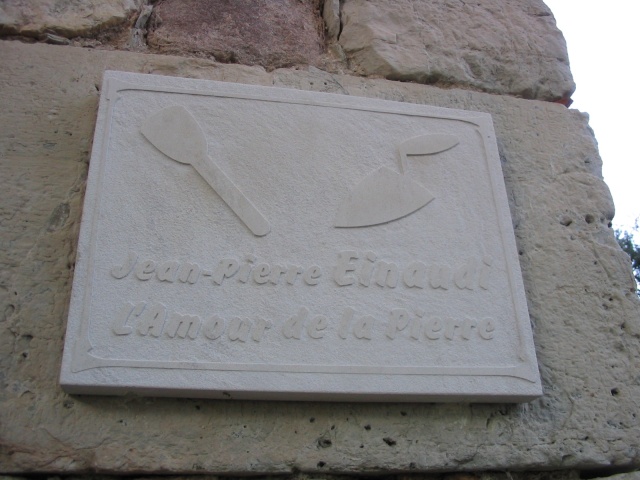 Jean-Pierre Einaudi
L'Amour de la Pierre